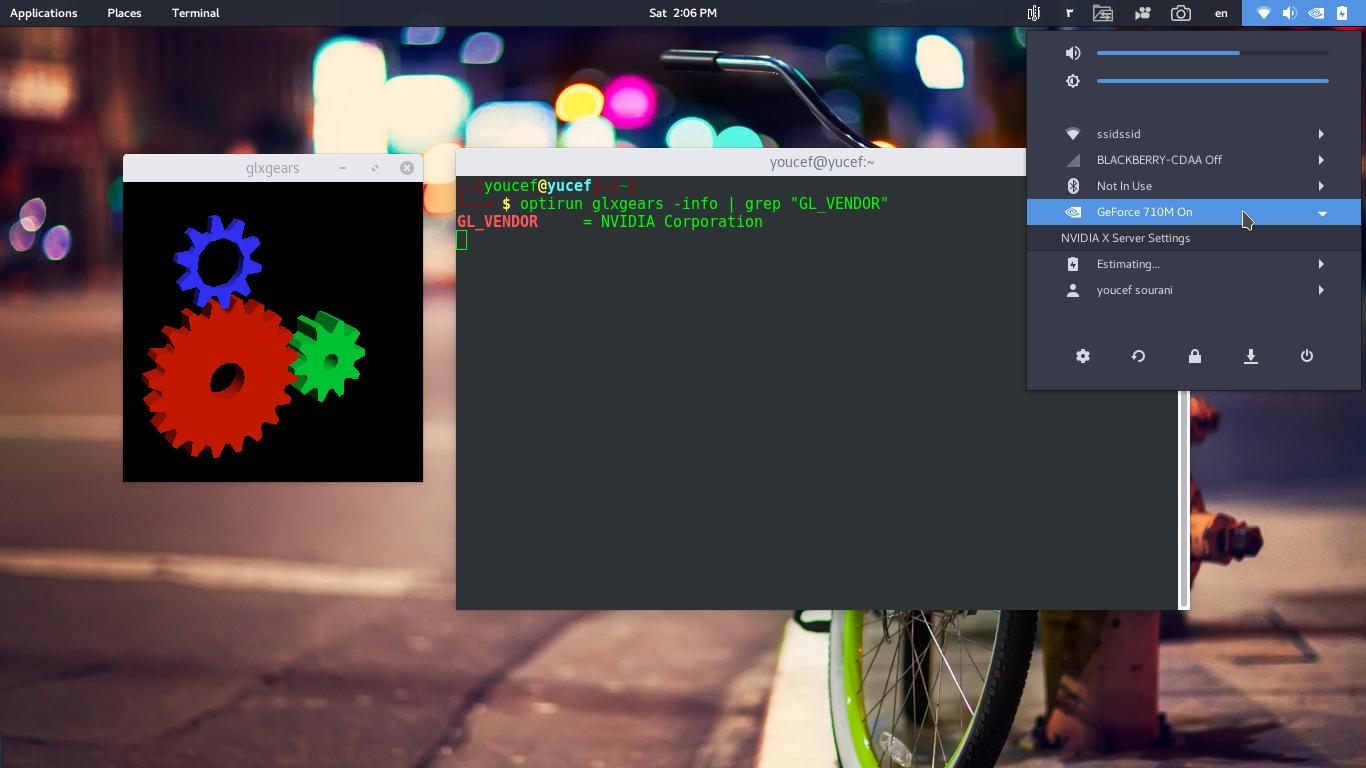 Applications Places Terminal Sat 2:06 PM r en
glxgears
youcef@yucef:~
[youcef@yucef]-[~]
$ optirun glxgears -info | grep "GL_VENDOR"
GL_VENDOR = NVIDIA Corporation
ssidssid
BLACKBERRY-CDAA Off
Not In Use
GeForce 710M On
NVIDIA X Server Settings
Estimating...
youcef sourani